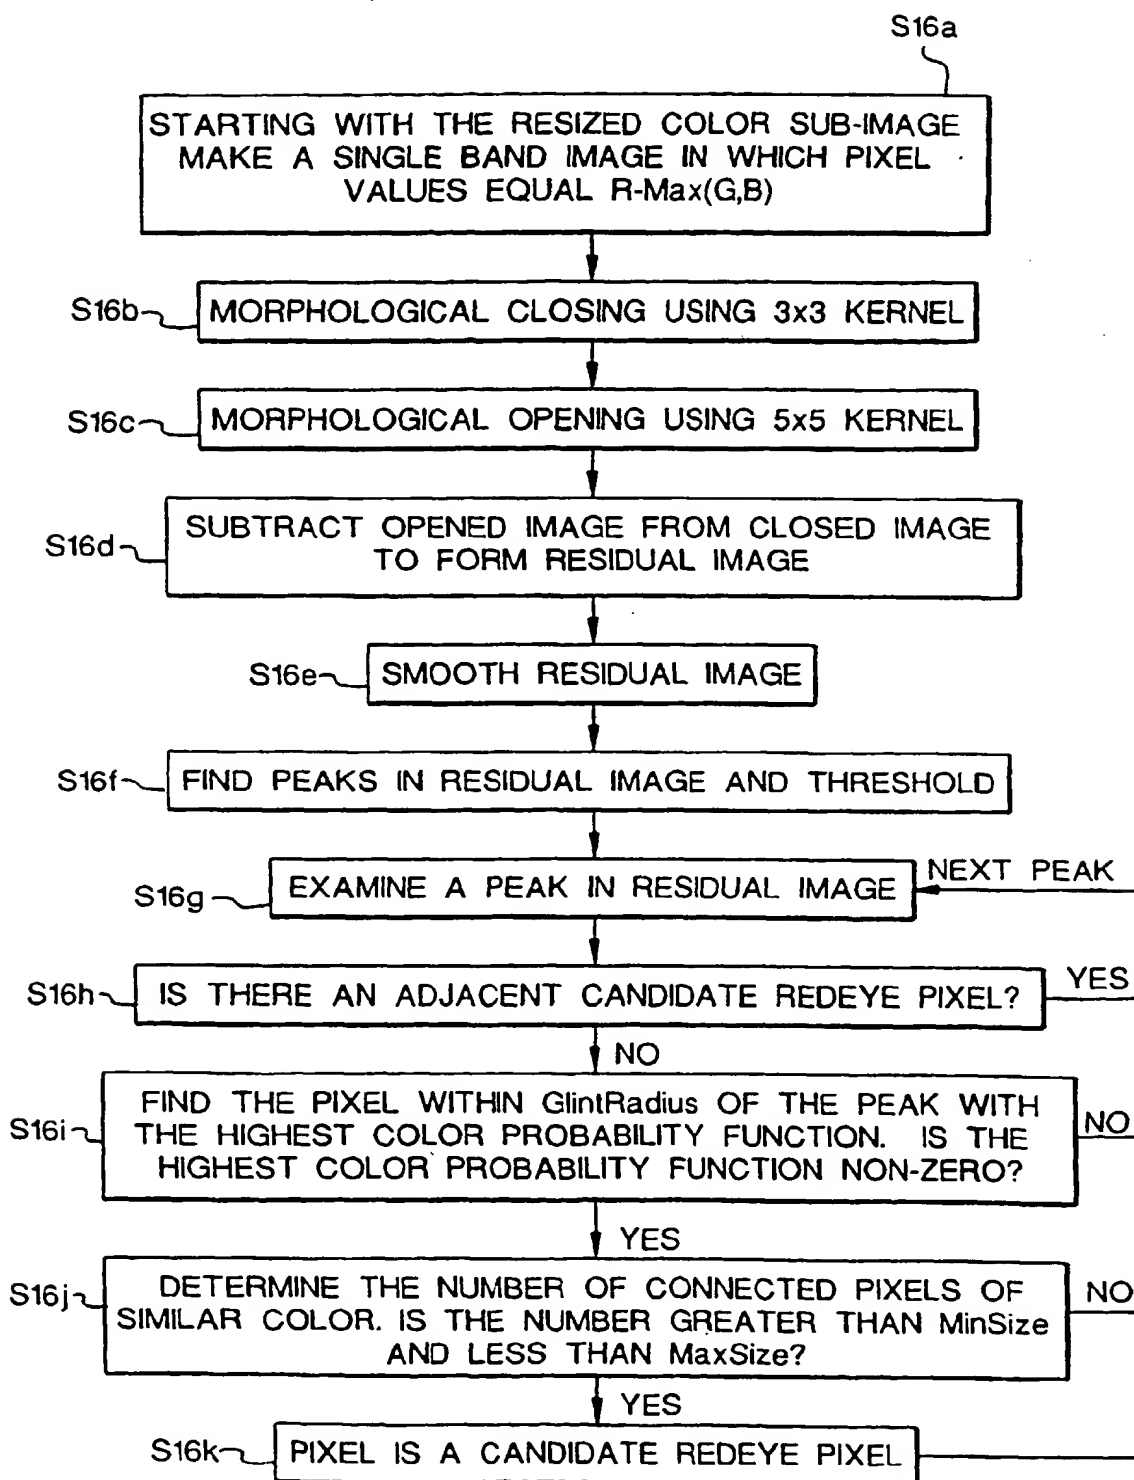 S16a
STARTING WITH THE RESIZED COLOR SUB-IMAGE
MAKE A SINGLE BAND IMAGE IN WHICH PIXEL
VALUES EQUAL R-Max(G,B)
S16b
MORPHOLOGICAL CLOSING USING 3x3 KERNEL
S16c
MORPHOLOGICAL OPENING USING 5x5 KERNEL
S16d
SUBTRACT OPENED IMAGE FROM CLOSED IMAGE
TO FORM RESIDUAL IMAGE
S16e
SMOOTH RESIDUAL IMAGE
S16f
FIND PEAKS IN RESIDUAL IMAGE AND THRESHOLD
S16g
EXAMINE A PEAK IN RESIDUAL IMAGE
NEXT PEAK
S16h
IS THERE AN ADJACENT CANDIDATE REDEYE PIXEL?
YES
NO
S16i
FIND THE PIXEL WITHIN GlintRadius OF THE PEAK WITH
THE HIGHEST COLOR PROBABILITY FUNCTION. IS THE
HIGHEST COLOR PROBABILITY FUNCTION NON-ZERO?
NO
YES
S16j
DETERMINE THE NUMBER OF CONNECTED PIXELS OF
SIMILAR COLOR. IS THE NUMBER GREATER THAN MinSize
AND LESS THAN MaxSize?
NO
YES
S16k
PIXEL IS A CANDIDATE REDEYE PIXEL